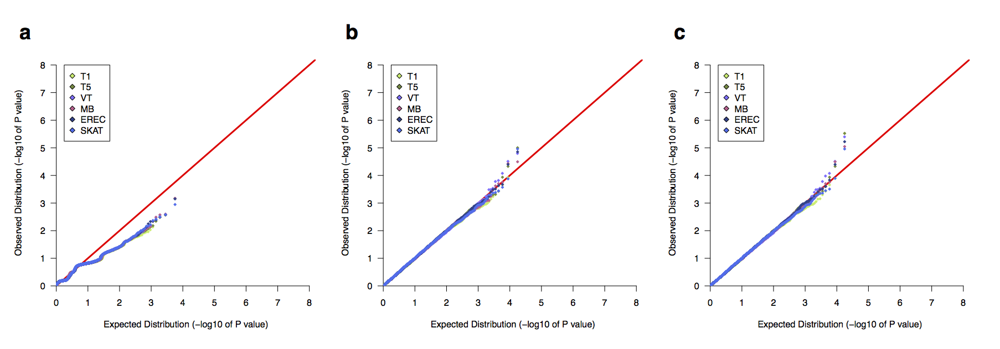 a
Observed Distribution (−log10 of P value)
8
7
6
5
4
3
2
1
0
T1
T5
VT
MB
EREC
SKAT
0 1 2 3 4 5 6 7 8
Expected Distribution (−log10 of P value)
b
Observed Distribution (−log10 of P value)
8
7
6
5
4
3
2
1
0
T1
T5
VT
MB
EREC
SKAT
0 1 2 3 4 5 6 7 8
Expected Distribution (−log10 of P value)
c
Observed Distribution (−log10 of P value)
8
7
6
5
4
3
2
1
0
T1
T5
VT
MB
EREC
SKAT
0 1 2 3 4 5 6 7 8
Expected Distribution (−log10 of P value)